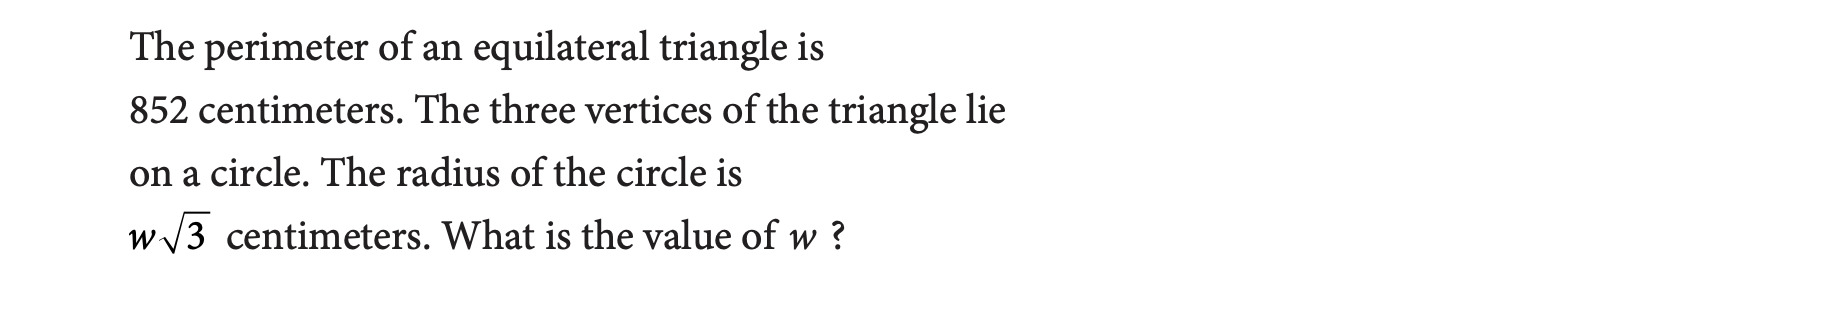 The perimeter of an equilateral triangle is
852 centimeters. The three vertices of the triangle lie
on a circle. The radius of the circle is
w√3 centimeters. What is the value of w ?